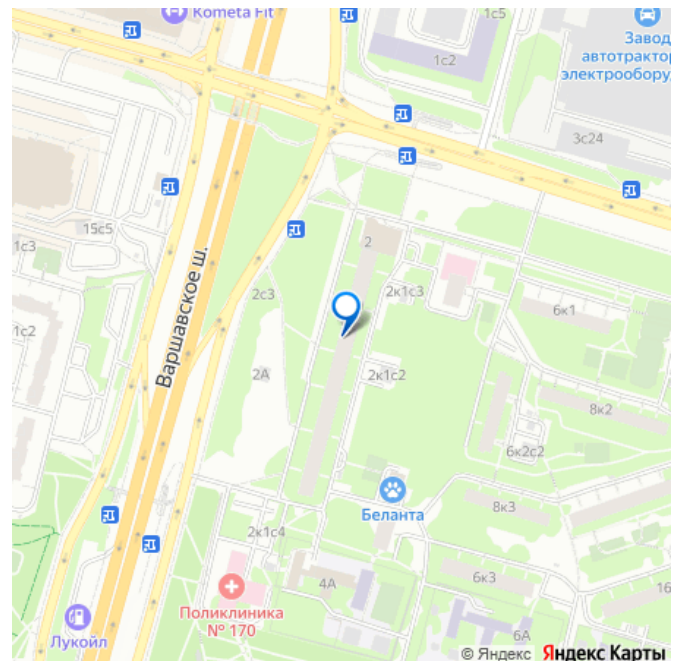 Kometa Fit
1с5
Завод
автотрактор
электрооборуд
1с2
3с24
15с5
1с3
2
2с3
2к1с3
6к1
1с2
Варшавское ш.
2А
2к1с2
8к2
6к2с2
Беланта
8к3
2к1с4
4А
6к3
16
Поликлиника
№ 170
Лукойл
6А
© Яндекс Яндекс Карты